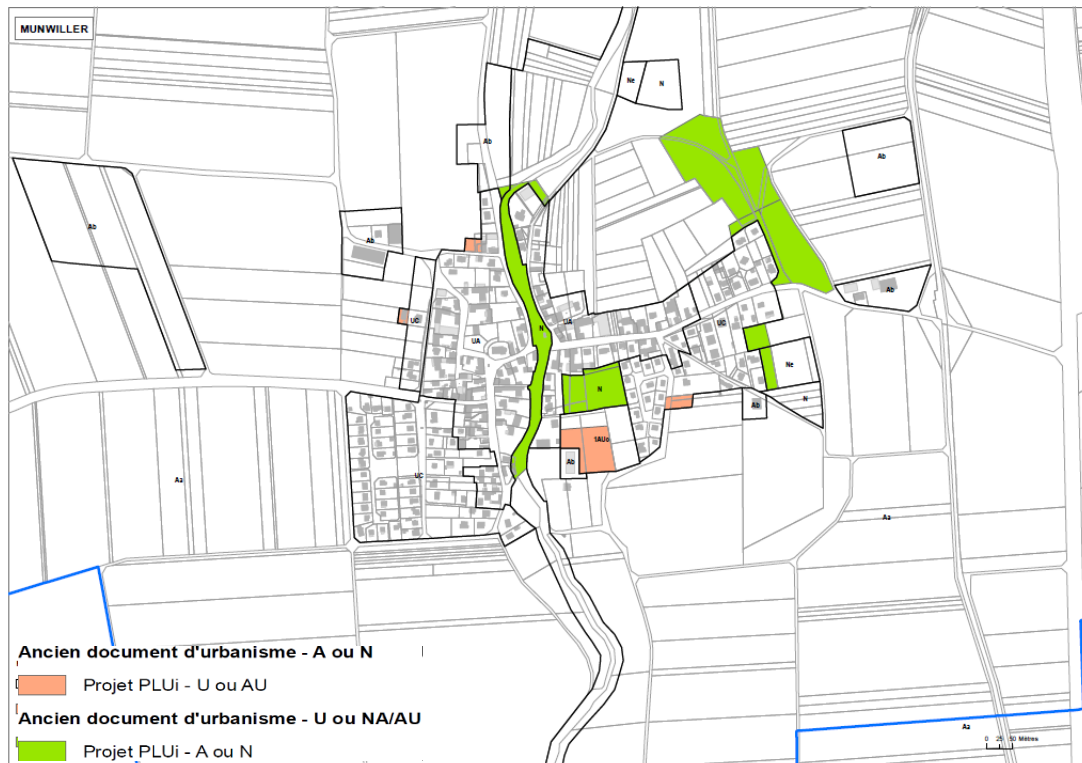 MUNWILLER
Ne
N
Ab
Ab
Ab
Ab
Ab
UC
UA
N
UA
UC
Ne
N
N
Ab
1AUc
Ab
UC
Aa
Aa
Aa
0 25 50 Mètres
Ancien document d'urbanisme - A ou N
Projet PLUi - U ou AU
Ancien document d'urbanisme - U ou NA/AU
Projet PLUi - A ou N